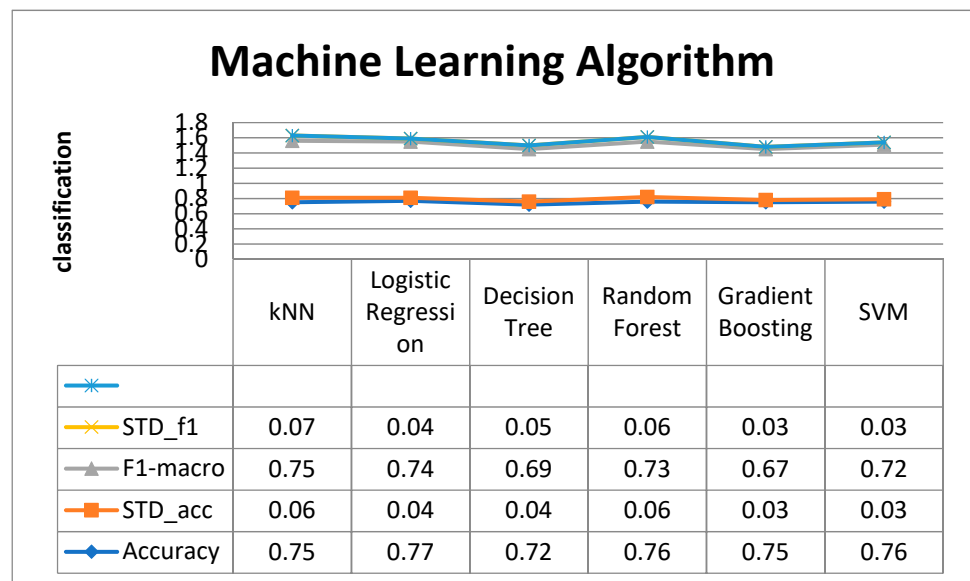 Machine Learning Algorithm
classification
1.8
1.6
1.4
1.2
1
0.8
0.6
0.4
0.2
0
kNN
Logistic
Regressi
on
Decision
Tree
Random
Forest
Gradient
Boosting
SVM
STD_f1 0.07 0.04 0.05 0.06 0.03 0.03
F1-macro 0.75 0.74 0.69 0.73 0.67 0.72
STD_acc 0.06 0.04 0.04 0.06 0.03 0.03
Accuracy 0.75 0.77 0.72 0.76 0.75 0.76